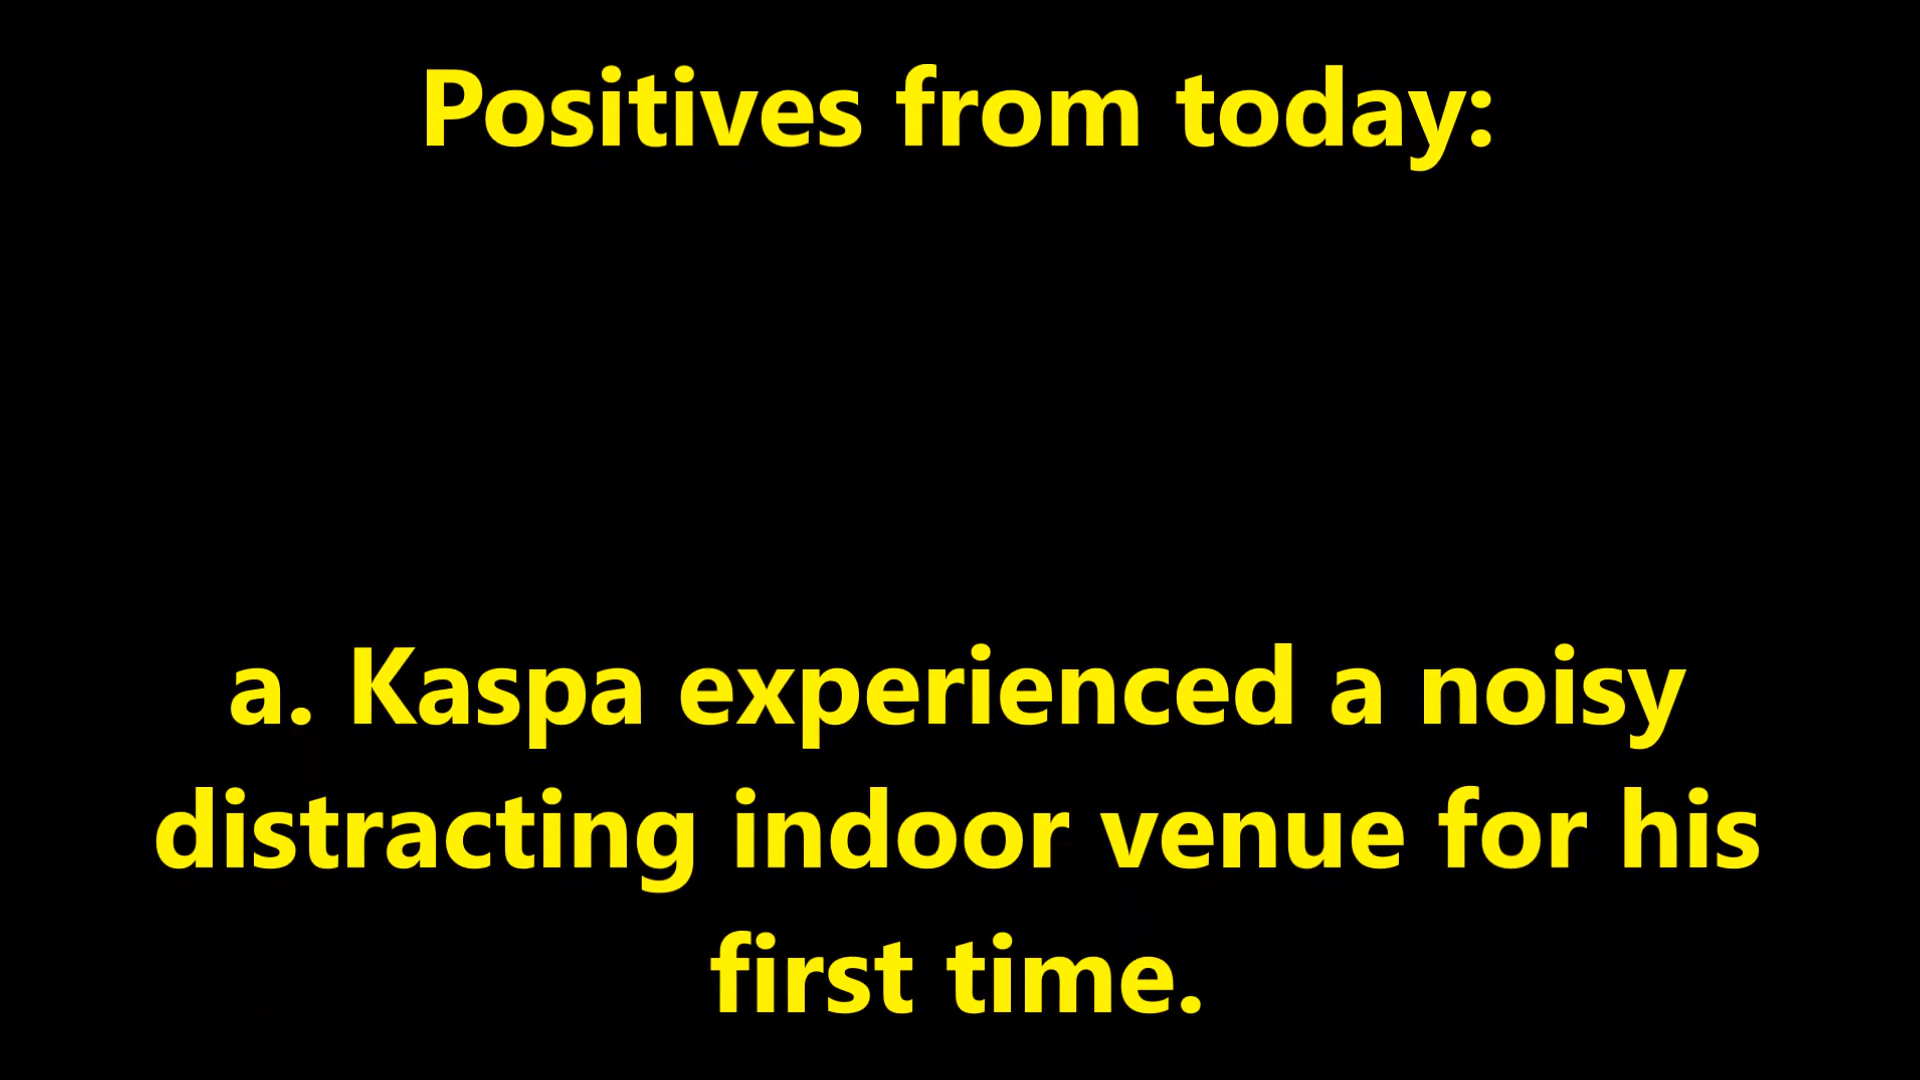 Positives from today:
a. Kaspa experienced a noisy
distracting indoor venue for his
first time.